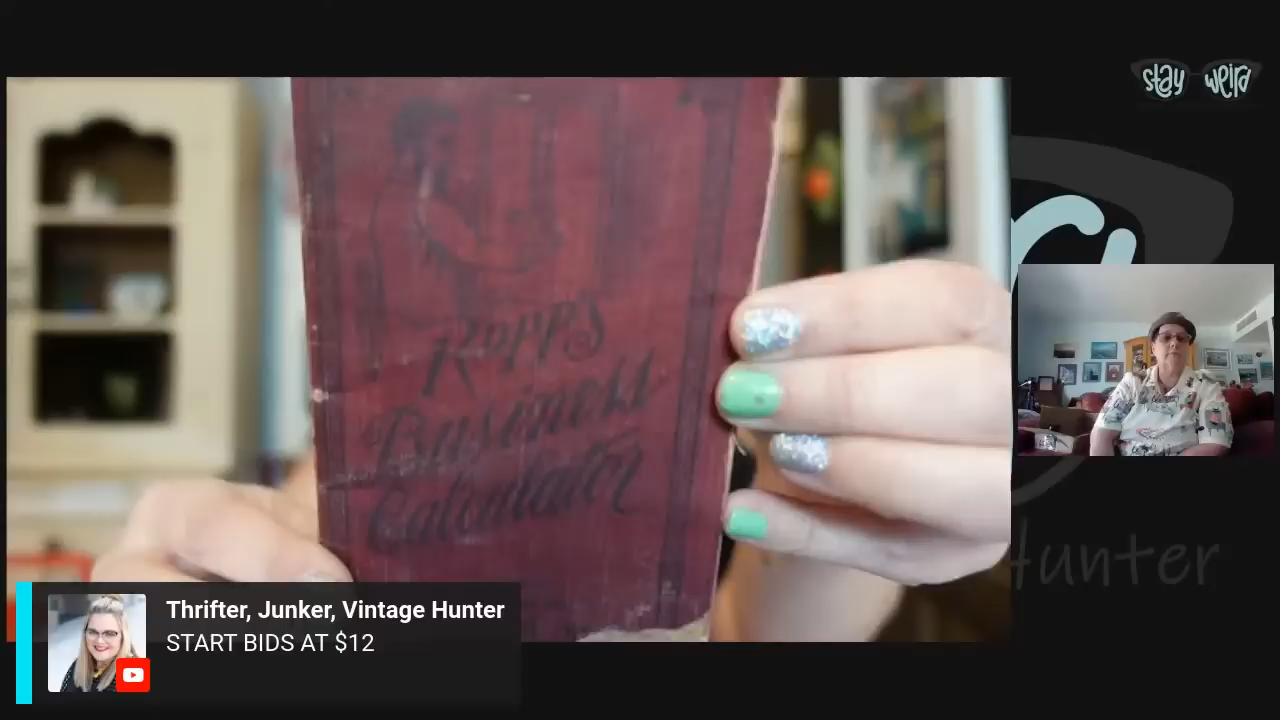 stay weird
Ropp's
Business
Calculator
Hunter
Thrifter, Junker, Vintage Hunter
START BIDS AT $12